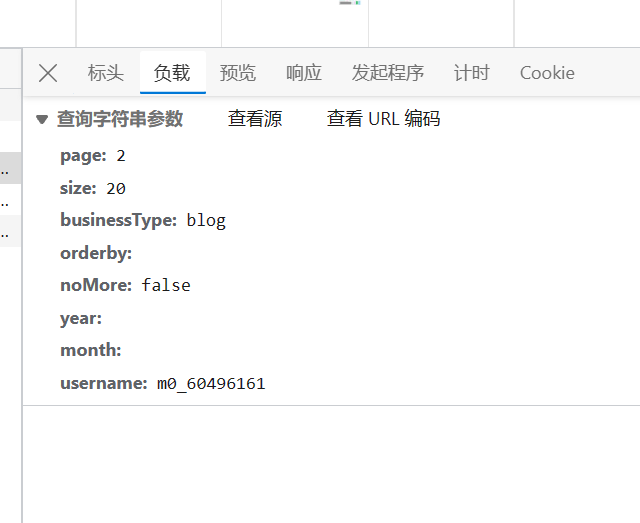 标头 负载 预览 响应 发起程序 计时 Cookie
查询字符串参数 查看源 查看 URL 编码
page: 2
size: 20
businessType: blog
orderby:
noMore: false
year:
month:
username: m0_60496161